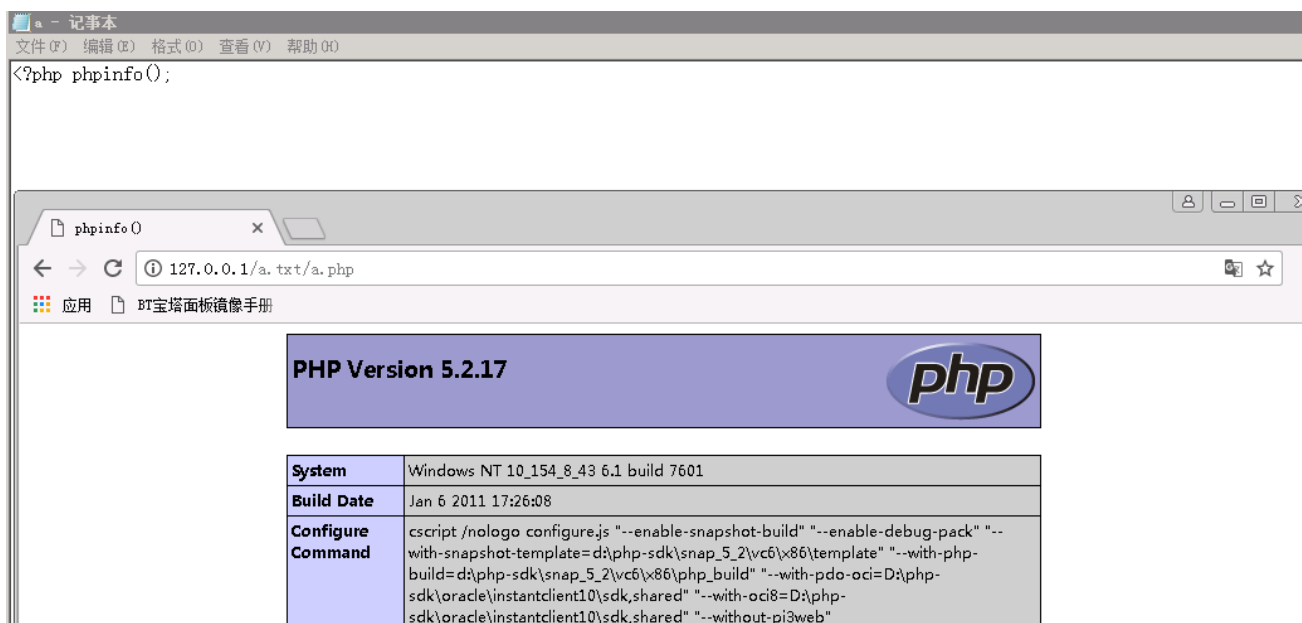 a - 记事本
文件(F) 编辑(E) 格式(O) 查看(V) 帮助(H)
<?php phpinfo();
phpinfo()
127.0.0.1/a.txt/a.php
应用 BT宝塔面板镜像手册
PHP Version 5.2.17
php
System Windows NT 10_154_8_43 6.1 build 7601
Build Date Jan 6 2011 17:26:08
Configure Command cscript /nologo configure.js "--enable-snapshot-build" "--enable-debug-pack" "--
with-snapshot-template=d:\php-sdk\snap_5_2\vc6\x86\template" "--with-php-
build=d:\php-sdk\snap_5_2\vc6\x86\php_build" "--with-pdo-oci=D:\php-
sdk\oracle\instantclient10\sdk,shared" "--with-oci8=D:\php-
sdk\oracle\instantclient10\sdk,shared" "--without-pi3web"